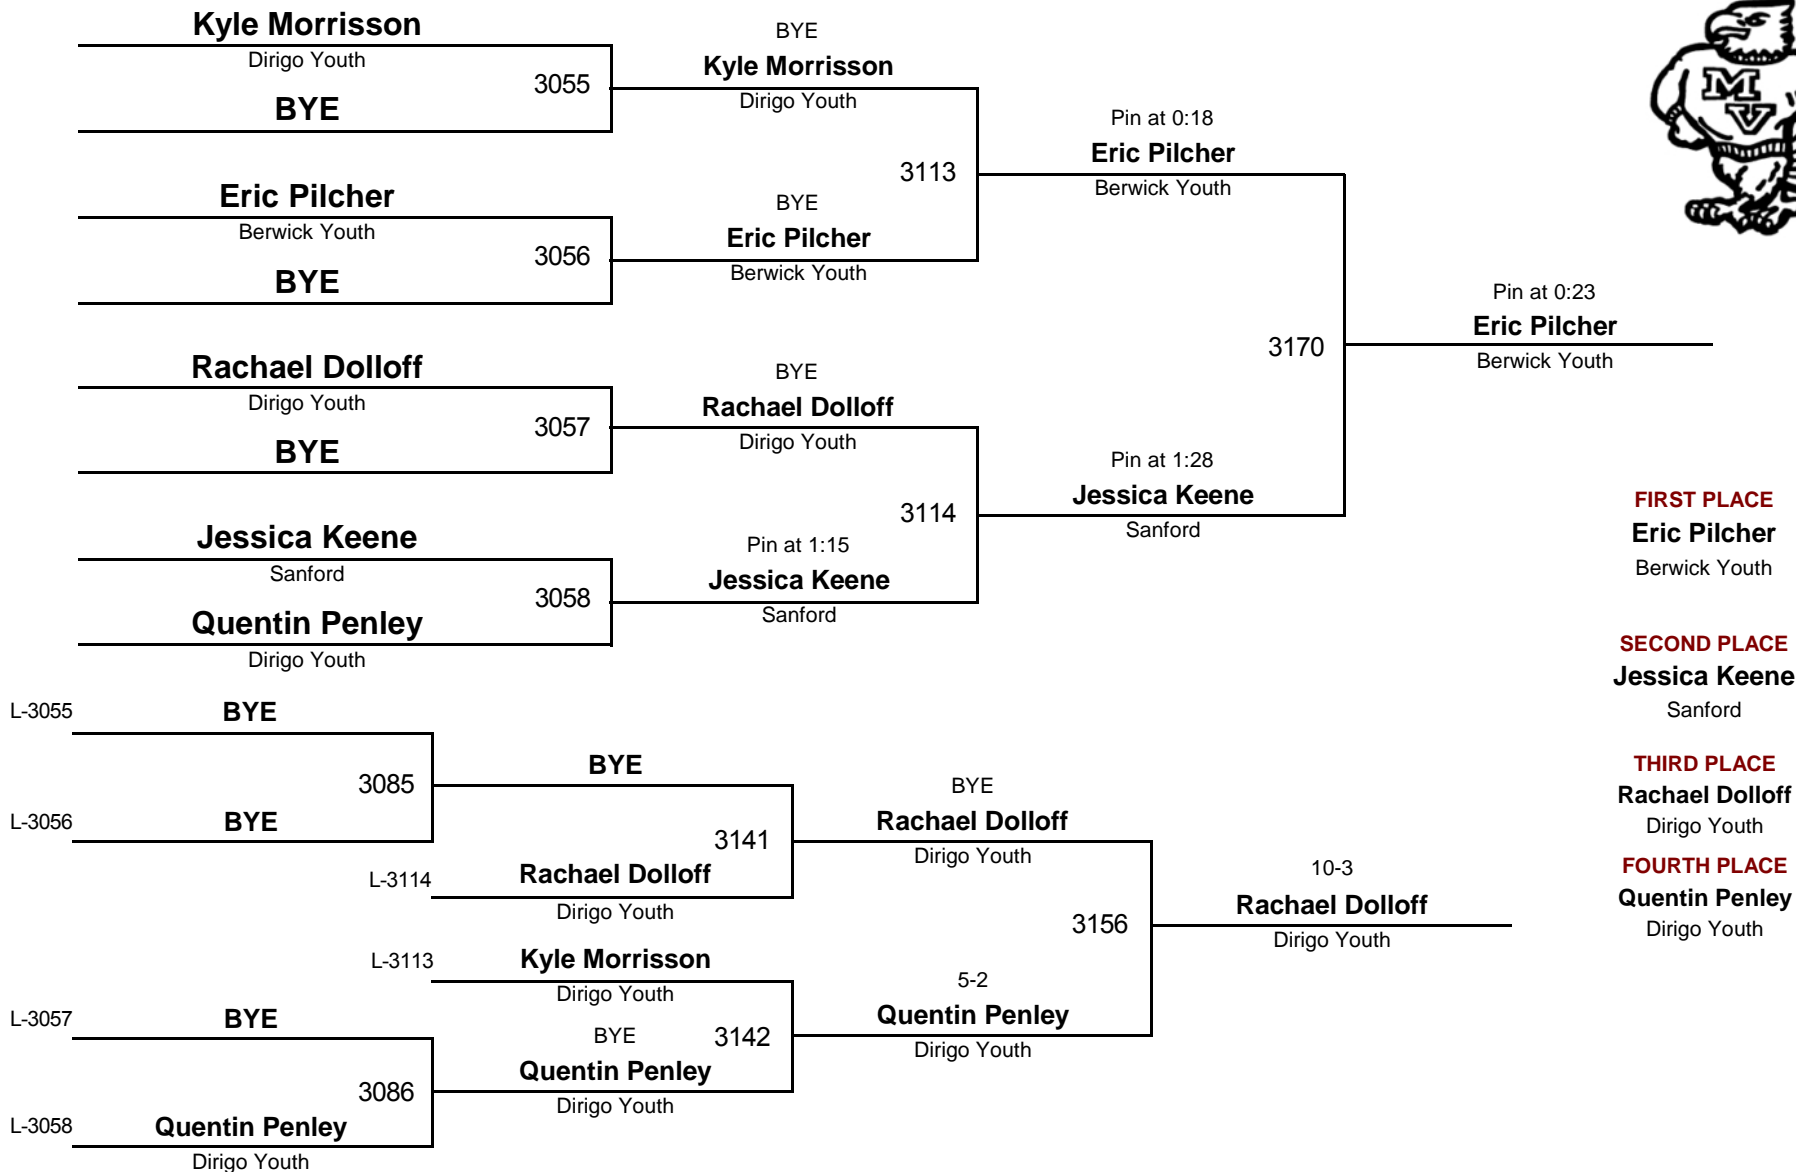 Kyle Morrisson
Dirigo Youth
3055
BYE
BYE
Kyle Morrisson
Dirigo Youth
Eric Pilcher
Berwick Youth
3056
BYE
BYE
Eric Pilcher
Berwick Youth
3113
Pin at 0:18
Eric Pilcher
Berwick Youth
Rachael Dolloff
Dirigo Youth
3057
BYE
BYE
Rachael Dolloff
Dirigo Youth
Jessica Keene
Sanford
3058
Quentin Penley
Dirigo Youth
Pin at 1:15
Jessica Keene
Sanford
3114
Pin at 1:28
Jessica Keene
Sanford
3170
Pin at 0:23
Eric Pilcher
Berwick Youth
M
V
FIRST PLACE
Eric Pilcher
Berwick Youth
SECOND PLACE
Jessica Keene
Sanford
THIRD PLACE
Rachael Dolloff
Dirigo Youth
FOURTH PLACE
Quentin Penley
Dirigo Youth
L-3055
BYE
3085
L-3056
BYE
BYE
3141
L-3114
Rachael Dolloff
Dirigo Youth
BYE
Rachael Dolloff
Dirigo Youth
L-3113
Kyle Morrisson
Dirigo Youth
L-3057
BYE
3086
L-3058
Quentin Penley
Dirigo Youth
BYE
Quentin Penley
Dirigo Youth
3142
5-2
Quentin Penley
Dirigo Youth
3156
10-3
Rachael Dolloff
Dirigo Youth